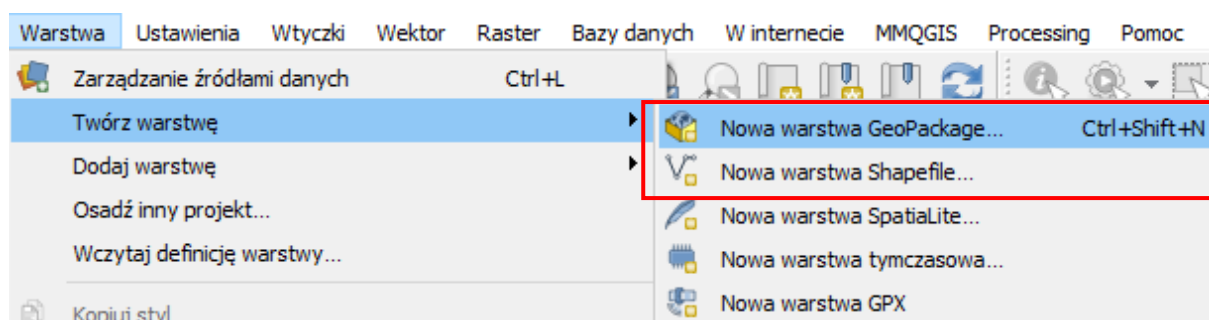 Warstwa Ustawienia Wtyczki Wektor Raster Bazy danych W internecie MMQGIS Processing Pomoc
Zarządzanie źródłami danych Ctrl+L
Twórz warstwę
Nowa warstwa GeoPackage... Ctrl+Shift+N
Dodaj warstwę
Nowa warstwa Shapefile...
Osadź inny projekt...
Nowa warstwa SpatiaLite...
Wczytaj definicję warstwy...
Nowa warstwa tymczasowa...
Kopiuj styl
Nowa warstwa GPX